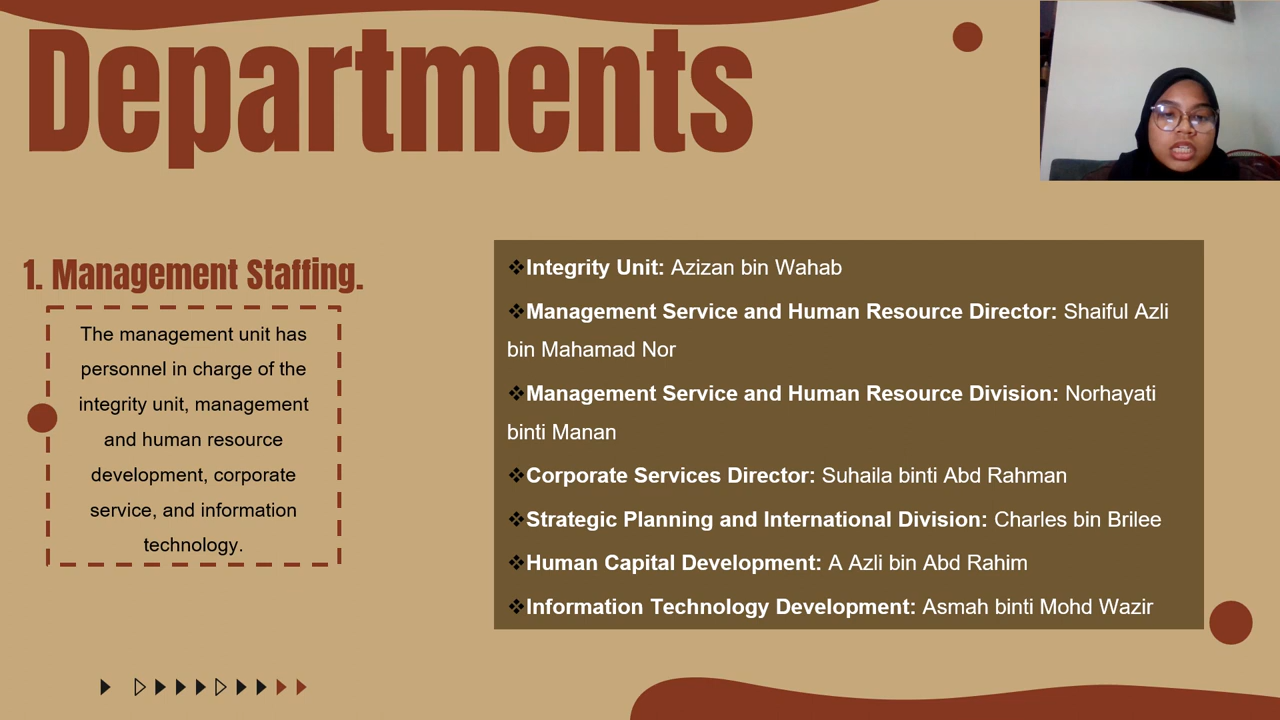 Departments
1. Management Staffing.
The management unit has
personnel in charge of the
integrity unit, management
and human resource
development, corporate
service, and information
technology.
❖Integrity Unit: Azizan bin Wahab
❖Management Service and Human Resource Director: Shaiful Azli
bin Mahamad Nor
❖Management Service and Human Resource Division: Norhayati
binti Manan
❖Corporate Services Director: Suhaila binti Abd Rahman
❖Strategic Planning and International Division: Charles bin Brilee
❖Human Capital Development: A Azli bin Abd Rahim
❖Information Technology Development: Asmah binti Mohd Wazir